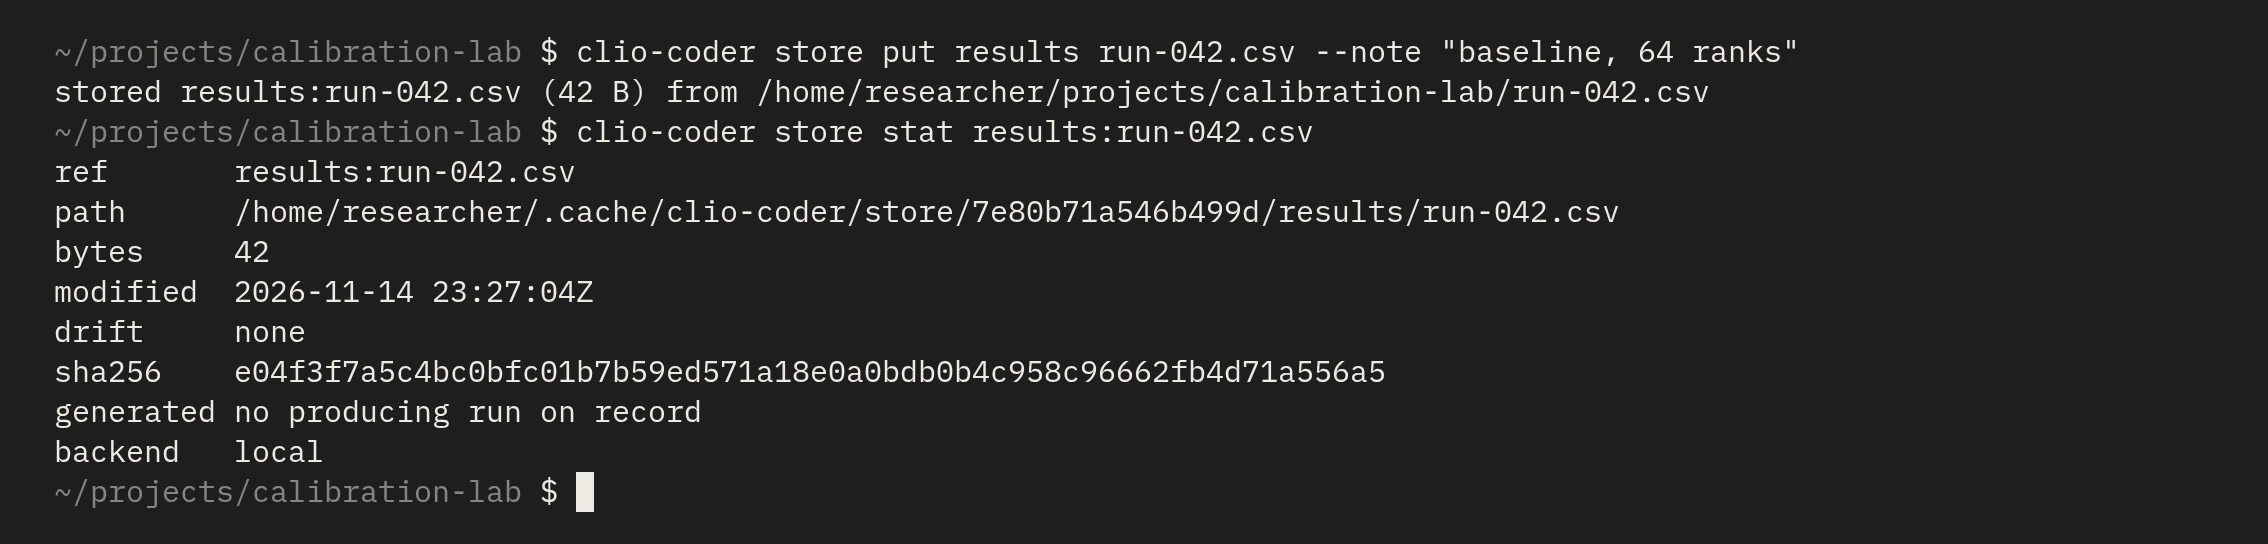 ~/projects/calibration-lab $ clio-coder store put results run-042.csv --note "baseline, 64 ranks"
stored results:run-042.csv (42 B) from /home/researcher/projects/calibration-lab/run-042.csv
~/projects/calibration-lab $ clio-coder store stat results:run-042.csv
ref       results:run-042.csv
path      /home/researcher/.cache/clio-coder/store/7e80b71a546b499d/results/run-042.csv
bytes     42
modified  2026-11-14 23:27:04Z
drift     none
sha256    e04f3f7a5c4bc0bfc01b7b59ed571a18e0a0bdb0b4c958c96662fb4d71a556a5
generated no producing run on record
backend   local
~/projects/calibration-lab $